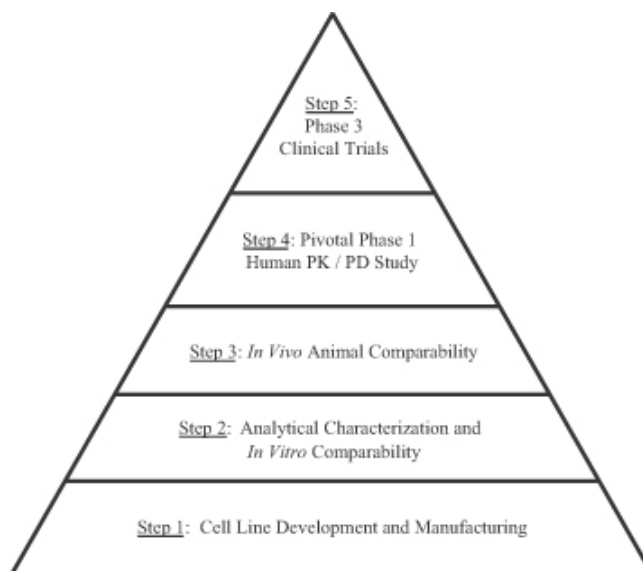 Step 5:
Phase 3
Clinical Trials
Step 4: Pivotal Phase 1
Human PK / PD Study
Step 3: In Vivo Animal Comparability
Step 2: Analytical Characterization and
In Vitro Comparability
Step 1: Cell Line Development and Manufacturing